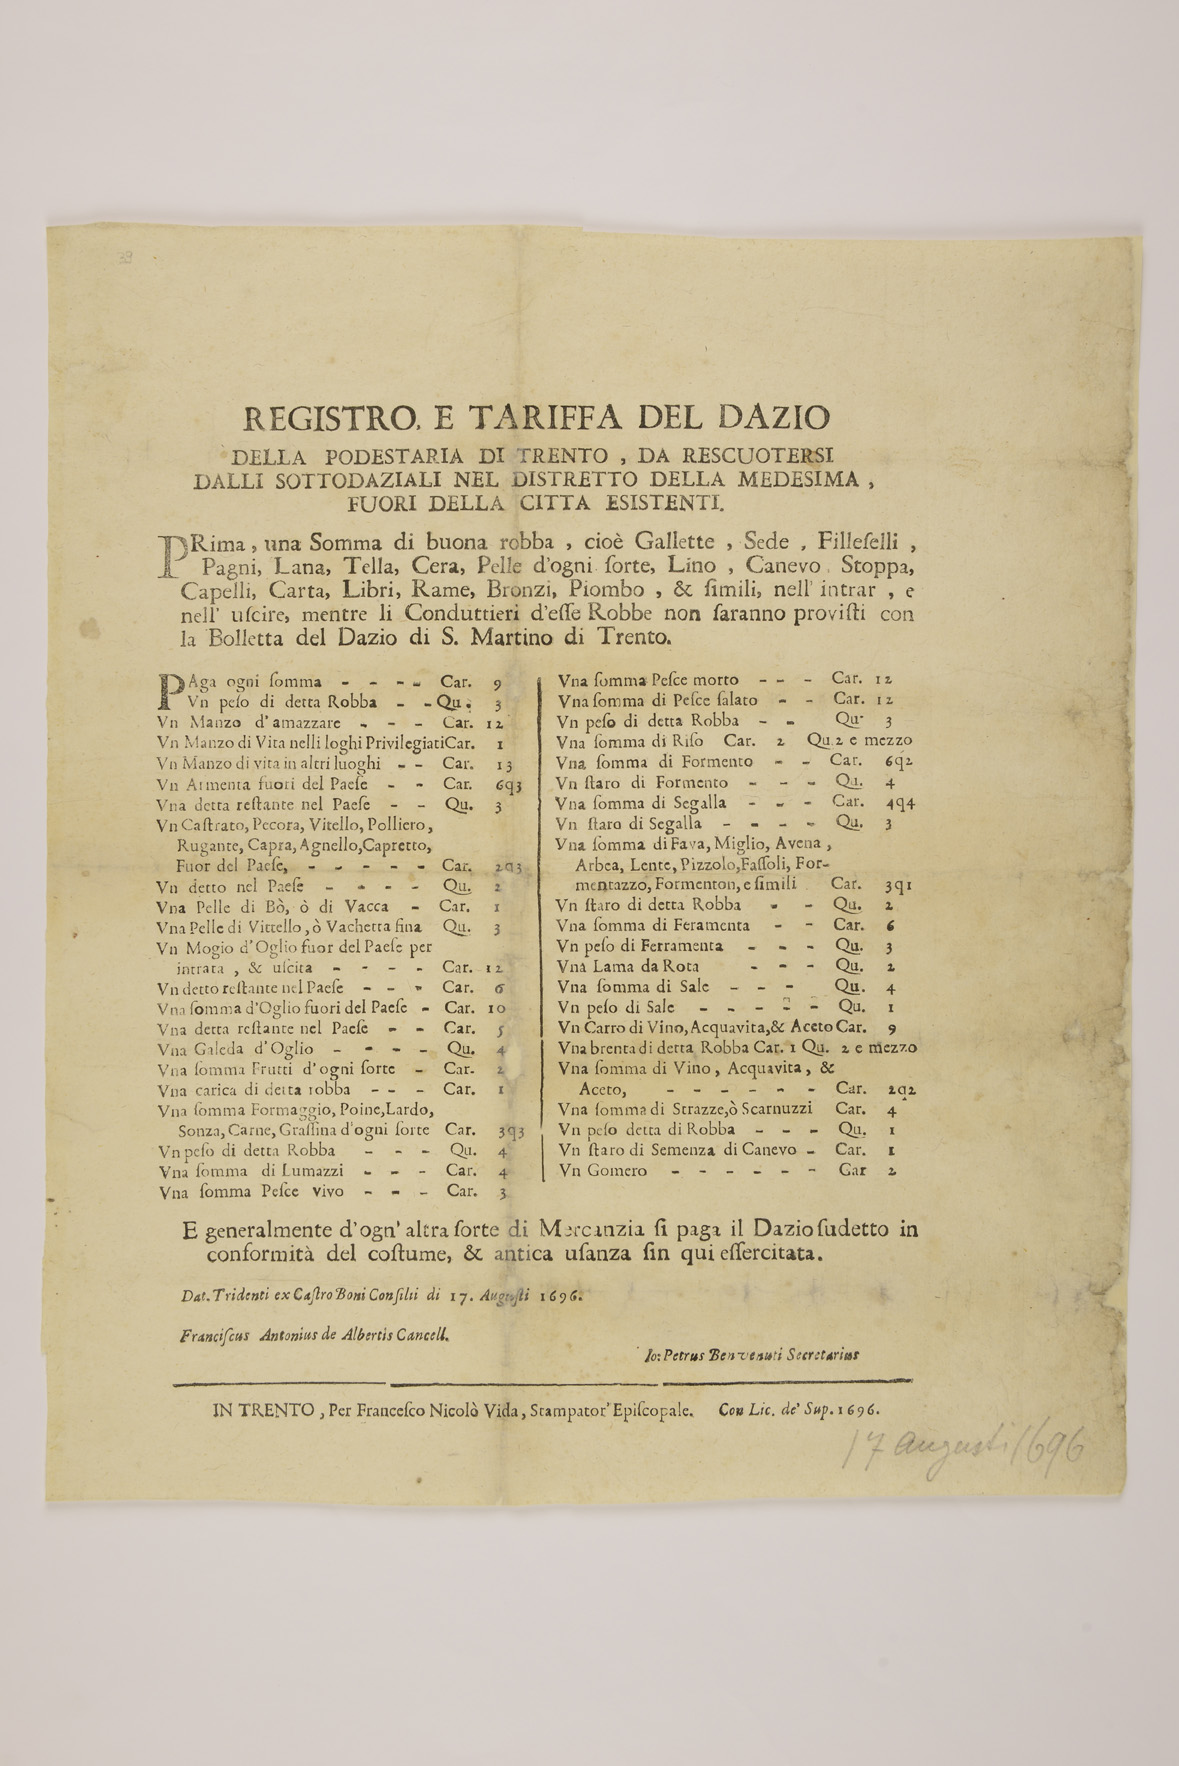 39
REGISTRO, E TARIFFA DEL DAZIO
DELLA PODESTARIA DI TRENTO , DA RESCUOTERSI
DALLI SOTTODAZIALI NEL DISTRETTO DELLA MEDESIMA ,
FUORI DELLA CITTA ESISTENTI.
PRima , una Somma di buona robba , cioè Gallette , Sede , Filleſelli ,
Pagni, Lana, Tella, Cera, Pelle d'ogni ſorte, Lino , Canevo , Stoppa,
Capelli, Carta, Libri, Rame, Bronzi, Piombo , & ſimili, nell' intrar , e
nell' uſcire, mentre li Conduttieri d'eſſe Robbe non ſaranno proviſti con
la Bolletta del Dazio di S. Martino di Trento.
PAga ogni ſomma - - - - Car. 9
Vn peſo di detta Robba - - Qu. 3
Vn Manzo d'amazzare - - - Car. 12
Vn Manzo di Vita nelli loghi PrivilegiatiCar. 1
Vn Manzo di vita in altri luoghi - - Car. 13
Vn Armenta fuori del Paeſe - - Car. 6q3
Vna detta reſtante nel Paeſe - - Qu. 3
Vn Caſtrato, Pecora, Vitello, Polliero,
Rugante, Capra, Agnello,Capretto,
Fuor del Paeſe, - - - - - Car. 2q3
Vn detto nel Paeſe - - - - Qu. 2
Vna Pelle di Bò, ò di Vacca - Car. 1
Vna Pelle di Vittello, ò Vachetta fina Qu. 3
Vn Mogio d'Oglio fuor del Paeſe per
intrata , & uſcita - - - - Car. 12
Vn detto reſtante nel Paeſe - - - Car. 6
Vna ſomma d'Oglio fuori del Paeſe - Car. 10
Vna detta reſtante nel Paeſe - - Car. 5
Vna Galeda d'Oglio - - - - Qu. 4
Vna ſomma Frutti d'ogni ſorte - Car. 2
Vna carica di detta robba - - - Car. 1
Vna ſomma Formaggio, Poine,Lardo,
Sonza, Carne, Graſſina d'ogni ſorte Car. 3q3
Vn peſo di detta Robba - - - Qu. 4
Vna ſomma di Lumazzi - - - Car. 4
Vna ſomma Peſce vivo - - - Car. 3
Vna ſomma Peſce morto - - - Car. 12
Vna ſomma di Peſce ſalato - - Car. 12
Vn peſo di detta Robba - - Qu. 3
Vna ſomma di Riſo Car. 2 Qu.2 e mezzo
Vna ſomma di Formento - - Car. 6q2
Vn ſtaro di Formento - - - Qu. 4
Vna ſomma di Segalla - - - Car. 4q4
Vn ſtaro di Segalla - - - - Qu. 3
Vna ſomma di Fava, Miglio, Avena ,
Arbea, Lente, Pizzolo,Faſſoli, For-
mentazzo, Formenton, e ſimili Car. 3q1
Vn ſtaro di detta Robba - - Qu. 2
Vna ſomma di Feramenta - - Car. 6
Vn peſo di Ferramenta - - - Qu. 3
Vna Lama da Rota - - - Qu. 2
Vna ſomma di Sale - - - Qu. 4
Vn peſo di Sale - - - - - Qu. 1
Vn Carro di Vino, Acquavita,& Aceto Car. 9
Vna brenta di detta Robba Car. 1 Qu. 2 e mezzo
Vna ſomma di Vino , Acquavita , &
Aceto, - - - - - - Car. 2q2
Vna ſomma di Strazze,ò Scarnuzzi Car. 4
Vn peſo detta di Robba - - - Qu. 1
Vn ſtaro di Semenza di Canevo - Car. 1
Vn Gomero - - - - - - Gar 2
E generalmente d'ogn' altra ſorte di Mercanzia ſi paga il Dazio ſudetto in
conformità del coſtume, & antica uſanza ſin qui eſſercitata.
Dat. Tridenti ex Caſtro Boni Conſilii di 17. Auguſti 1696.
Franciſcus Antonius de Albertis Cancell.
Io: Petrus Benvenuti Secretarius
IN TRENTO , Per Franceſco Nicolò Vida , Stampator' Epiſcopale. Con Lic. de' Sup. 1696.
17 Augusti 1696